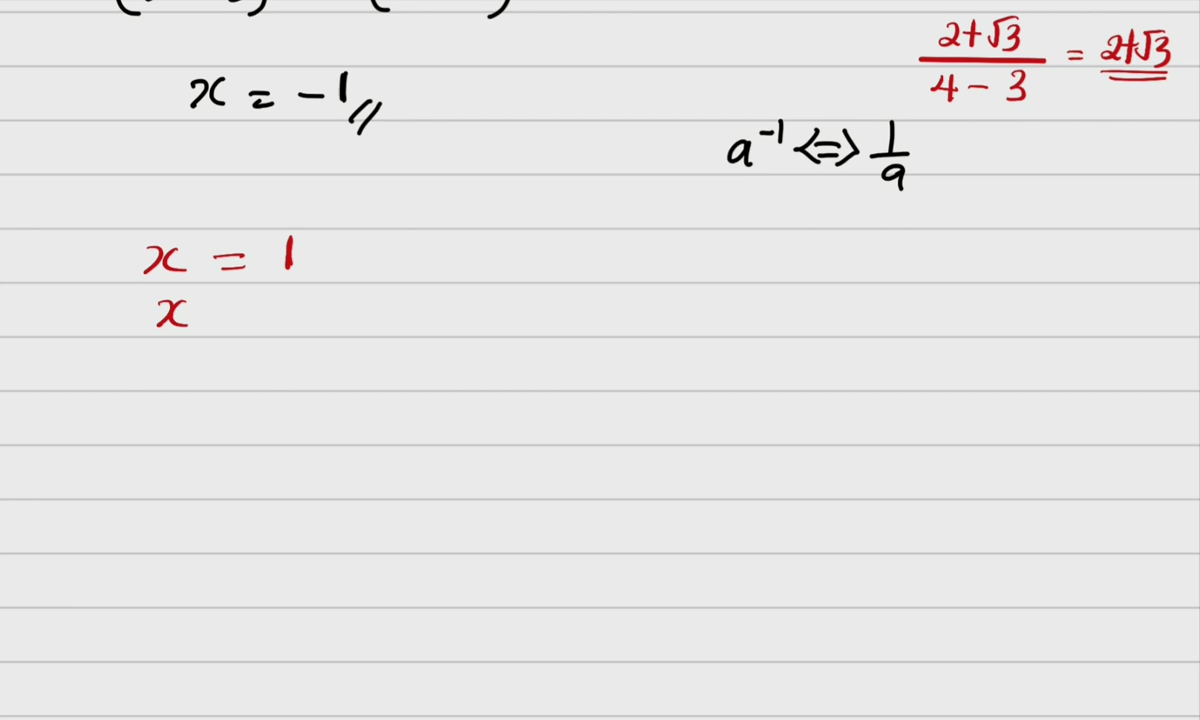 2+√3
4 - 3
= 2+√3
x = -1//
a⁻¹ <=> 1/a
x = 1
x